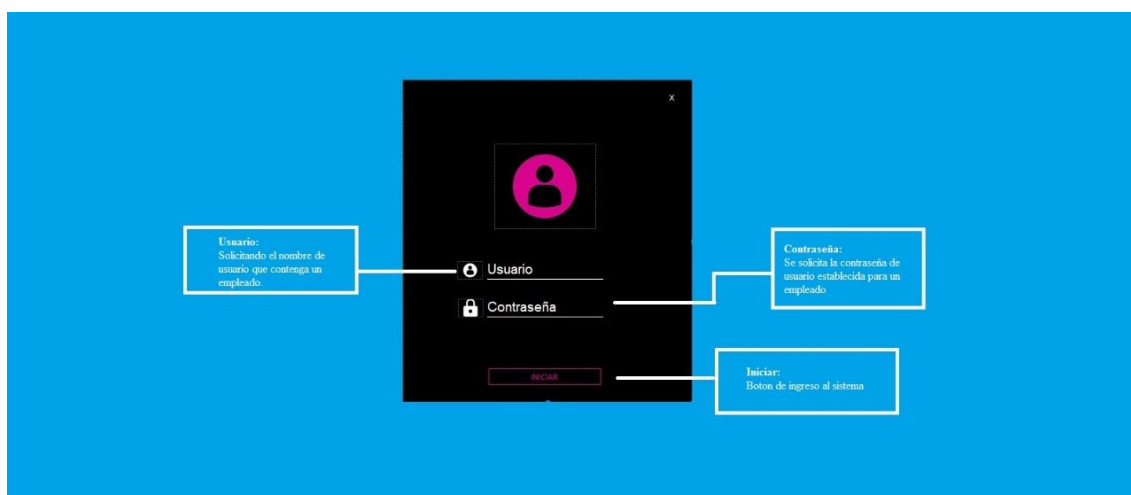 X
Usuario:
Solicitando el nombre de
usuario que contenga un
empleado.
Usuario
Contraseña
Contraseña:
Se solicita la contraseña de
usuario establecida para un
empleado
INICIAR
Iniciar:
Boton de ingreso al sistema